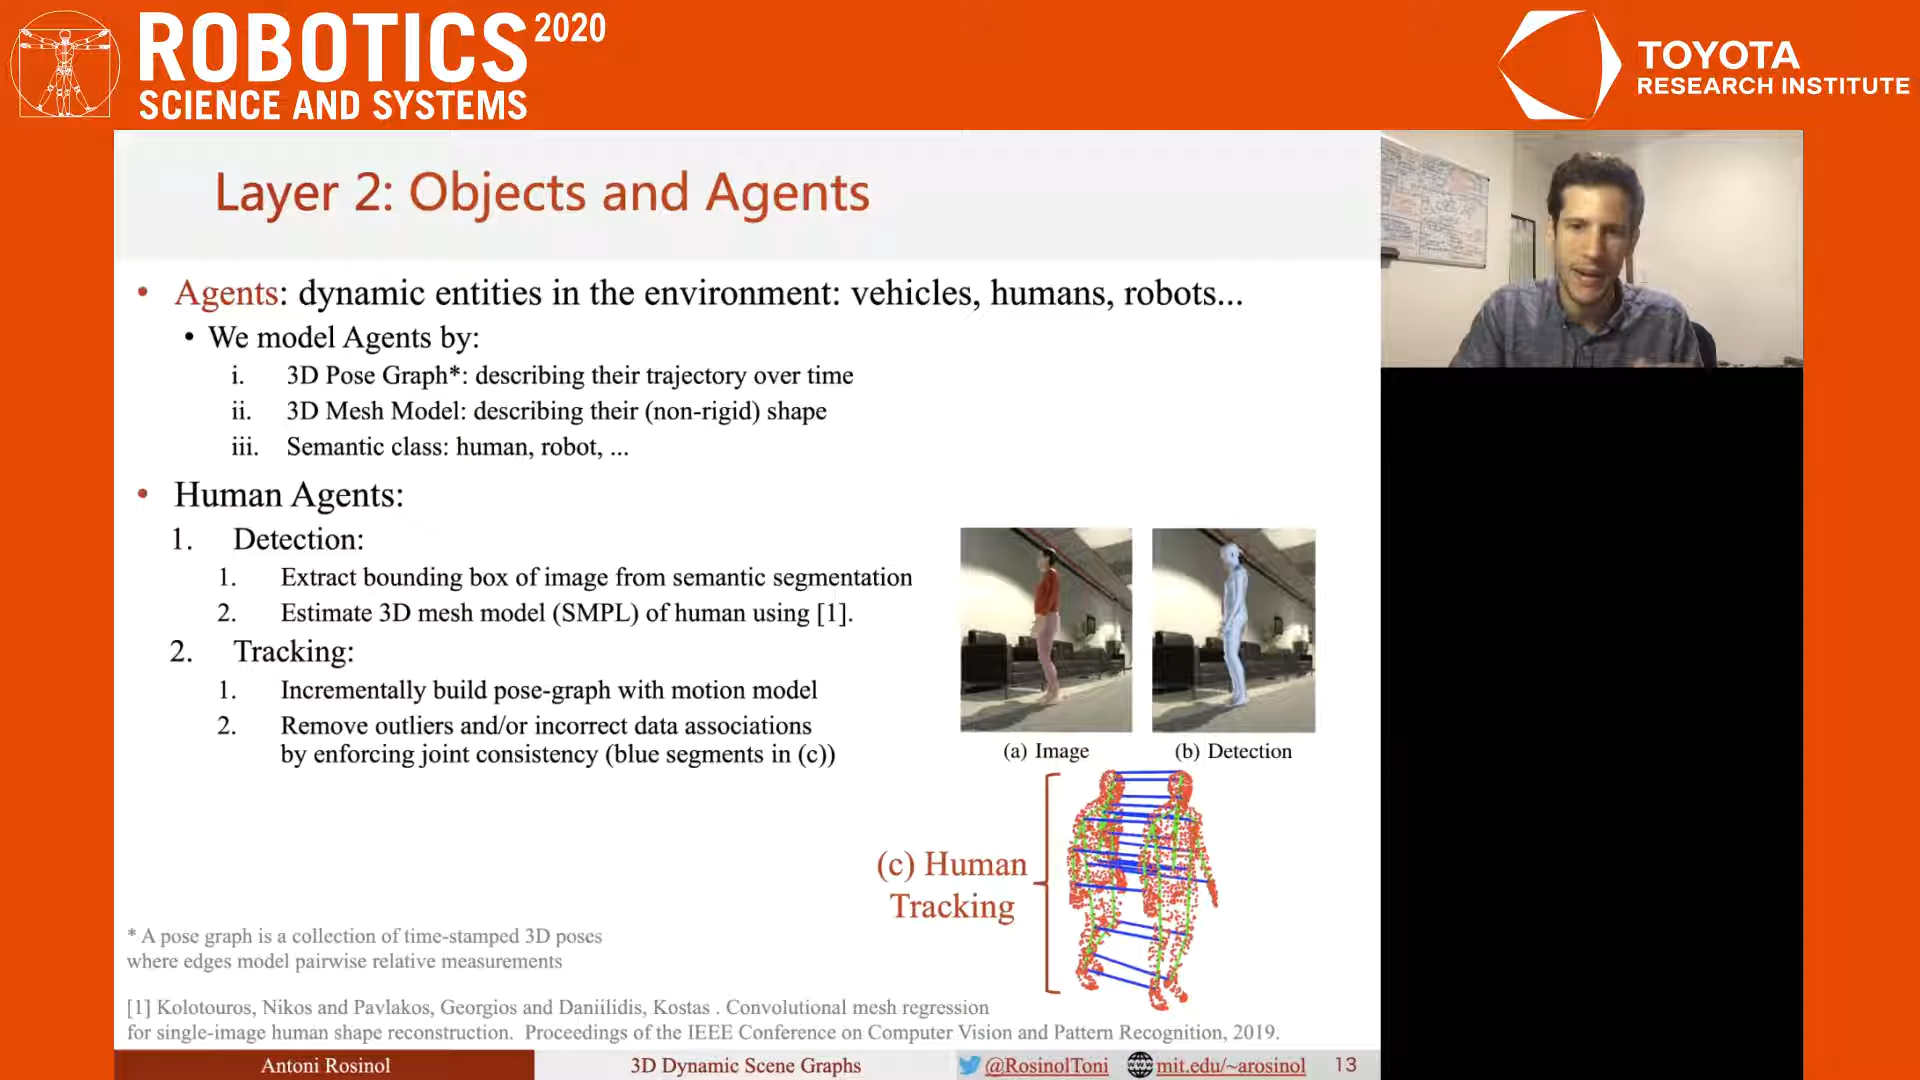 ROBOTICS 2020
SCIENCE AND SYSTEMS
TOYOTA
RESEARCH INSTITUTE
Layer 2: Objects and Agents
• Agents: dynamic entities in the environment: vehicles, humans, robots...
• We model Agents by:
i. 3D Pose Graph*: describing their trajectory over time
ii. 3D Mesh Model: describing their (non-rigid) shape
iii. Semantic class: human, robot, ...
• Human Agents:
1. Detection:
1. Extract bounding box of image from semantic segmentation
2. Estimate 3D mesh model (SMPL) of human using [1].
2. Tracking:
1. Incrementally build pose-graph with motion model
2. Remove outliers and/or incorrect data associations
by enforcing joint consistency (blue segments in (c))
(a) Image
(b) Detection
(c) Human
Tracking
* A pose graph is a collection of time-stamped 3D poses
where edges model pairwise relative measurements
[1] Kolotouros, Nikos and Pavlakos, Georgios and Daniilidis, Kostas . Convolutional mesh regression
for single-image human shape reconstruction. Proceedings of the IEEE Conference on Computer Vision and Pattern Recognition, 2019.
Antoni Rosinol
3D Dynamic Scene Graphs
@RosinolToni
mit.edu/~arosinol
13